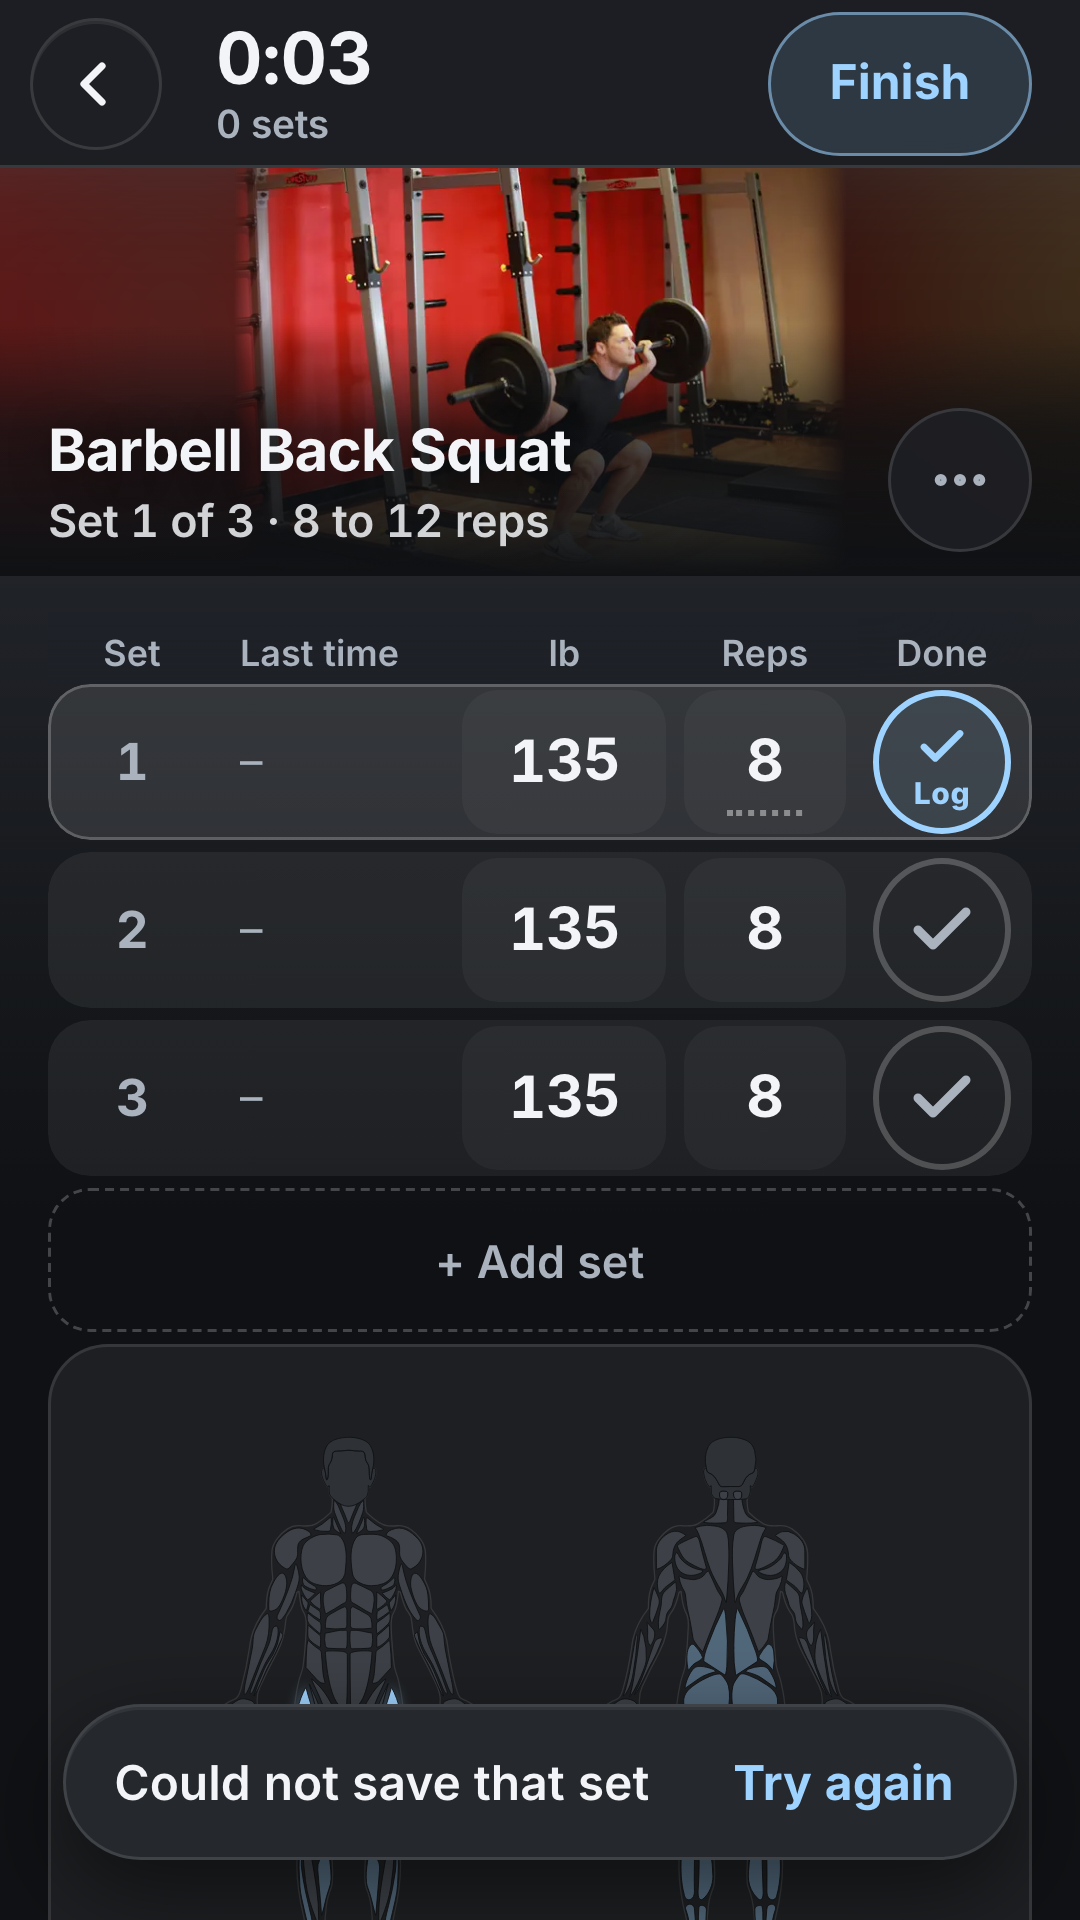 0:03
0 sets
Finish
Barbell Back Squat
Set 1 of 3 · 8 to 12 reps
Set Last time lb Reps Done
1 – 135 8 Log
2 – 135 8
3 – 135 8
+ Add set
Could not save that set Try again